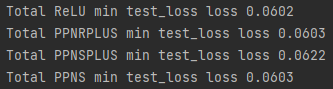 Total ReLU min test_loss loss 0.0602
Total PPNRPLUS min test_loss loss 0.0603
Total PPNSPLUS min test_loss loss 0.0622
Total PPNS min test_loss loss 0.0603